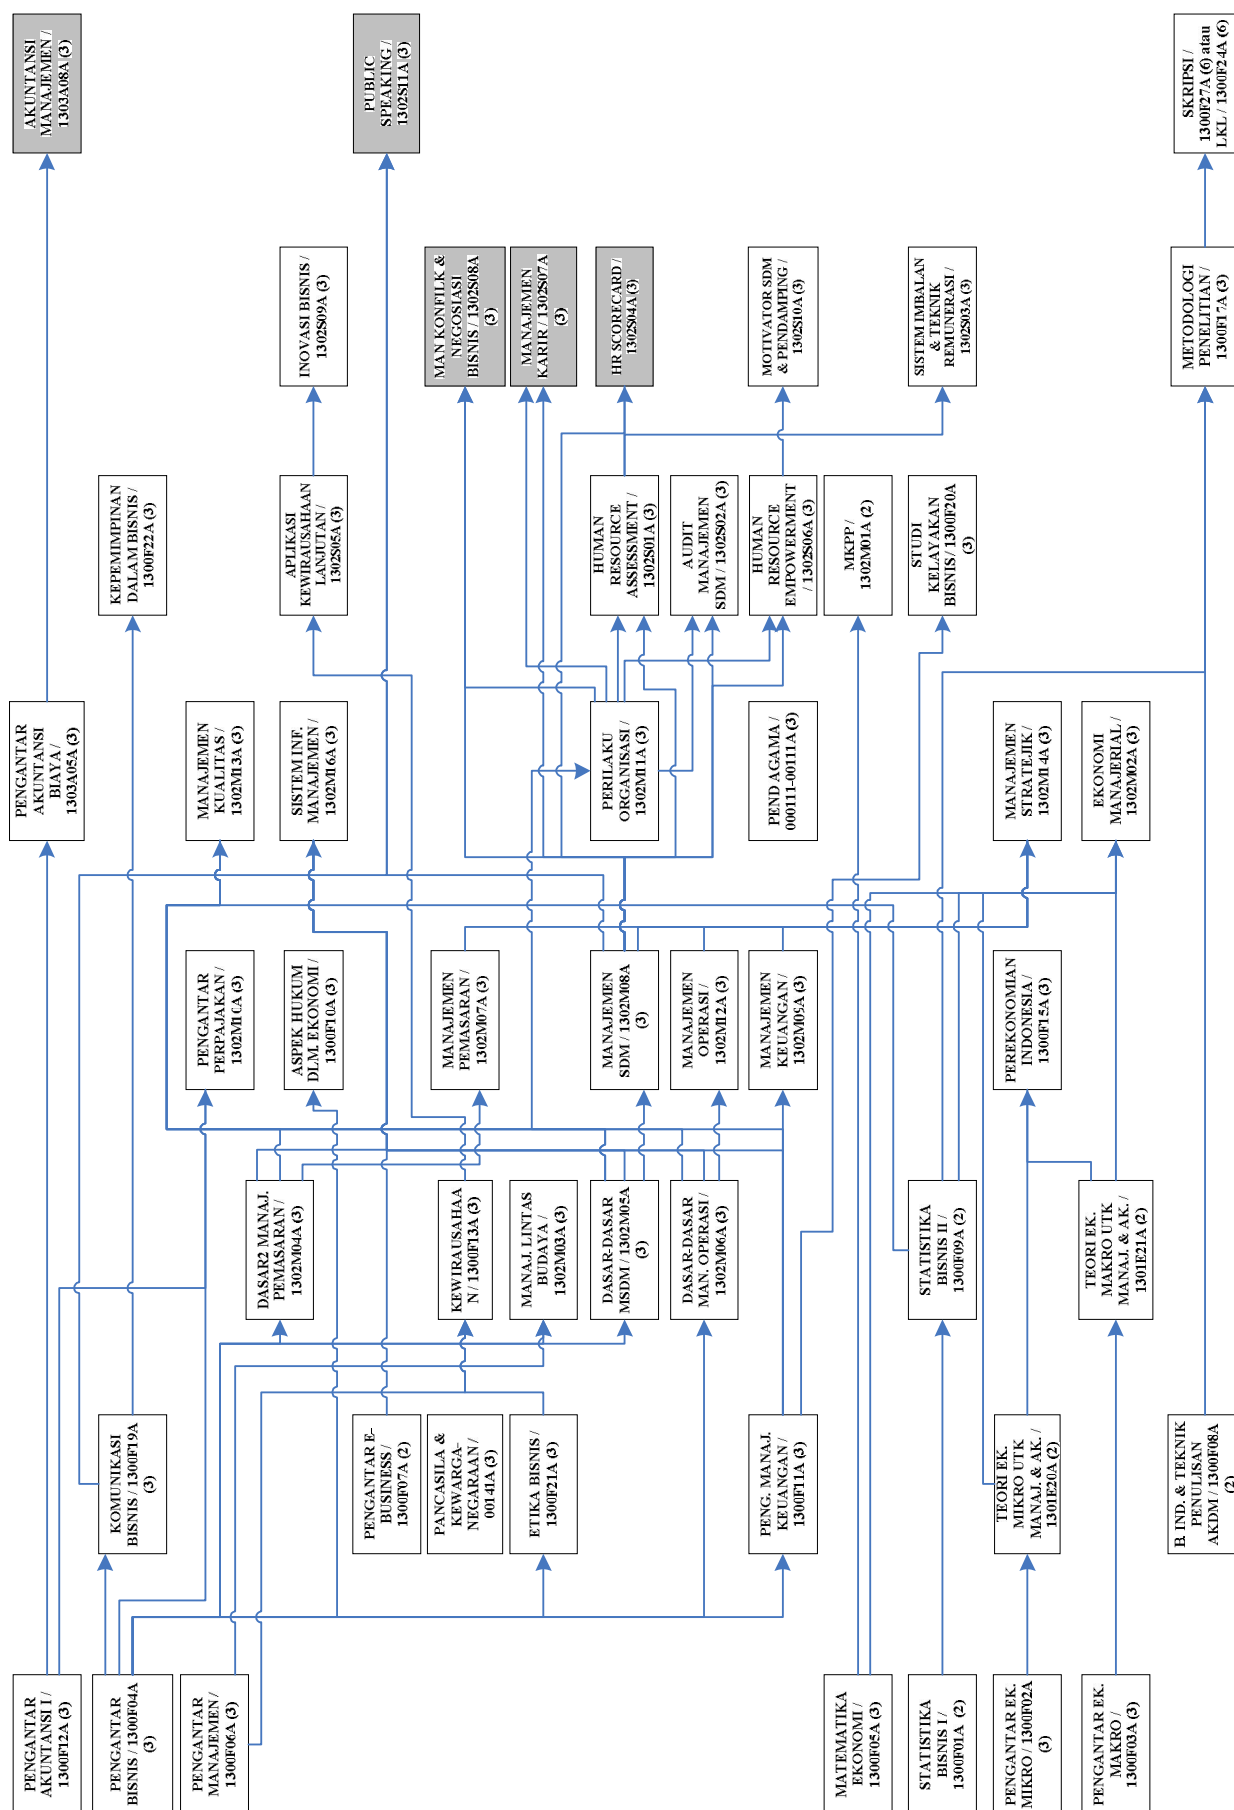 AKUNTANSI
MANAJEMEN /
1303A08A (3)
PUBLIC
SPEAKING /
1302S11A (3)
SKRIPSI /
1300F27A (6) atau
LKL / 1300F24A (6)
INOVASI BISNIS /
1302S09A (3)
MAN KONFILK &
NEGOSIASI
BISNIS / 1302S08A
(3)
MANAJEMEN
KARIR / 1302S07A
(3)
HR SCORECARD /
1302S04A (3)
MOTIVATOR SDM
& PENDAMPING /
1302S10A (3)
SISTEM IMBALAN
& TEKNIK
REMUNERASI /
1302S03A (3)
METODOLOGI
PENELITIAN /
1300F17A (3)
KEPEMIMPINAN
DALAM BISNIS /
1300F22A (3)
APLIKASI
KEWIRAUSAHAAN
LANJUTAN /
1302S05A (3)
HUMAN
RESOURCE
ASSESSMENT /
1302S01A (3)
AUDIT
MANAJEMEN
SDM / 1302S02A (3)
HUMAN
RESOURCE
EMPOWERMENT
/ 1302S06A (3)
MKPP /
1302M01A (2)
STUDI
KELAYAKAN
BISNIS / 1300F20A
(3)
PENGANTAR
AKUNTANSI
BIAYA /
1303A05A (3)
MANAJEMEN
KUALITAS /
1302M13A (3)
SISTEM INF.
MANAJEMEN /
1302M16A (3)
PERILAKU
ORGANISASI /
1302M11A (3)
PEND AGAMA /
000111-00111A (3)
MANAJEMEN
STRATEJIK /
1302M14A (3)
EKONOMI
MANAJERIAL /
1302M02A (3)
PENGANTAR
PERPAJAKAN /
1302M10A (3)
ASPEK HUKUM
DLM. EKONOMI /
1300F10A (3)
MANAJEMEN
PEMASARAN /
1302M07A (3)
MANAJEMEN
SDM / 1302M08A
(3)
MANAJEMEN
OPERASI /
1302M12A (3)
MANAJEMEN
KEUANGAN /
1302M09A (3)
PEREKONOMIAN
INDONESIA /
1300F15A (3)
DASAR2 MANAJ.
PEMASARAN /
1302M04A (3)
KEWIRAUSAHAA
N / 1300F13A (3)
MANAJ. LINTAS
BUDAYA /
1302M03A (3)
DASAR-DASAR
MSDM / 1302M05A
(3)
DASAR-DASAR
MAN. OPERASI /
1302M06A (3)
STATISTIKA
BISNIS II /
1300F09A (2)
TEORI EK.
MAKRO UTK
MANAJ. & AK. /
1301E21A (2)
KOMUNIKASI
BISNIS / 1300F19A
(3)
PENGANTAR E-
BUSINESS /
1300F07A (2)
PANCASILA &
KEWARGA-
NEGARAAN /
00141A (3)
ETIKA BISNIS /
1300F21A (3)
PENG. MANAJ.
KEUANGAN /
1300F11A (3)
TEORI EK.
MIKRO UTK
MANAJ. & AK. /
1301E20A (2)
B. IND. & TEKNIK
PENULISAN
AKDM / 1300F08A
(2)
PENGANTAR
AKUNTANSI I /
1300F12A (3)
PENGANTAR
BISNIS / 1300F04A
(3)
PENGANTAR
MANAJEMEN /
1300F06A (3)
MATEMATIKA
EKONOMI /
1300F05A (3)
STATISTIKA
BISNIS I /
1300F01A (2)
PENGANTAR EK.
MIKRO / 1300F02A
(3)
PENGANTAR EK.
MAKRO /
1300F03A (3)